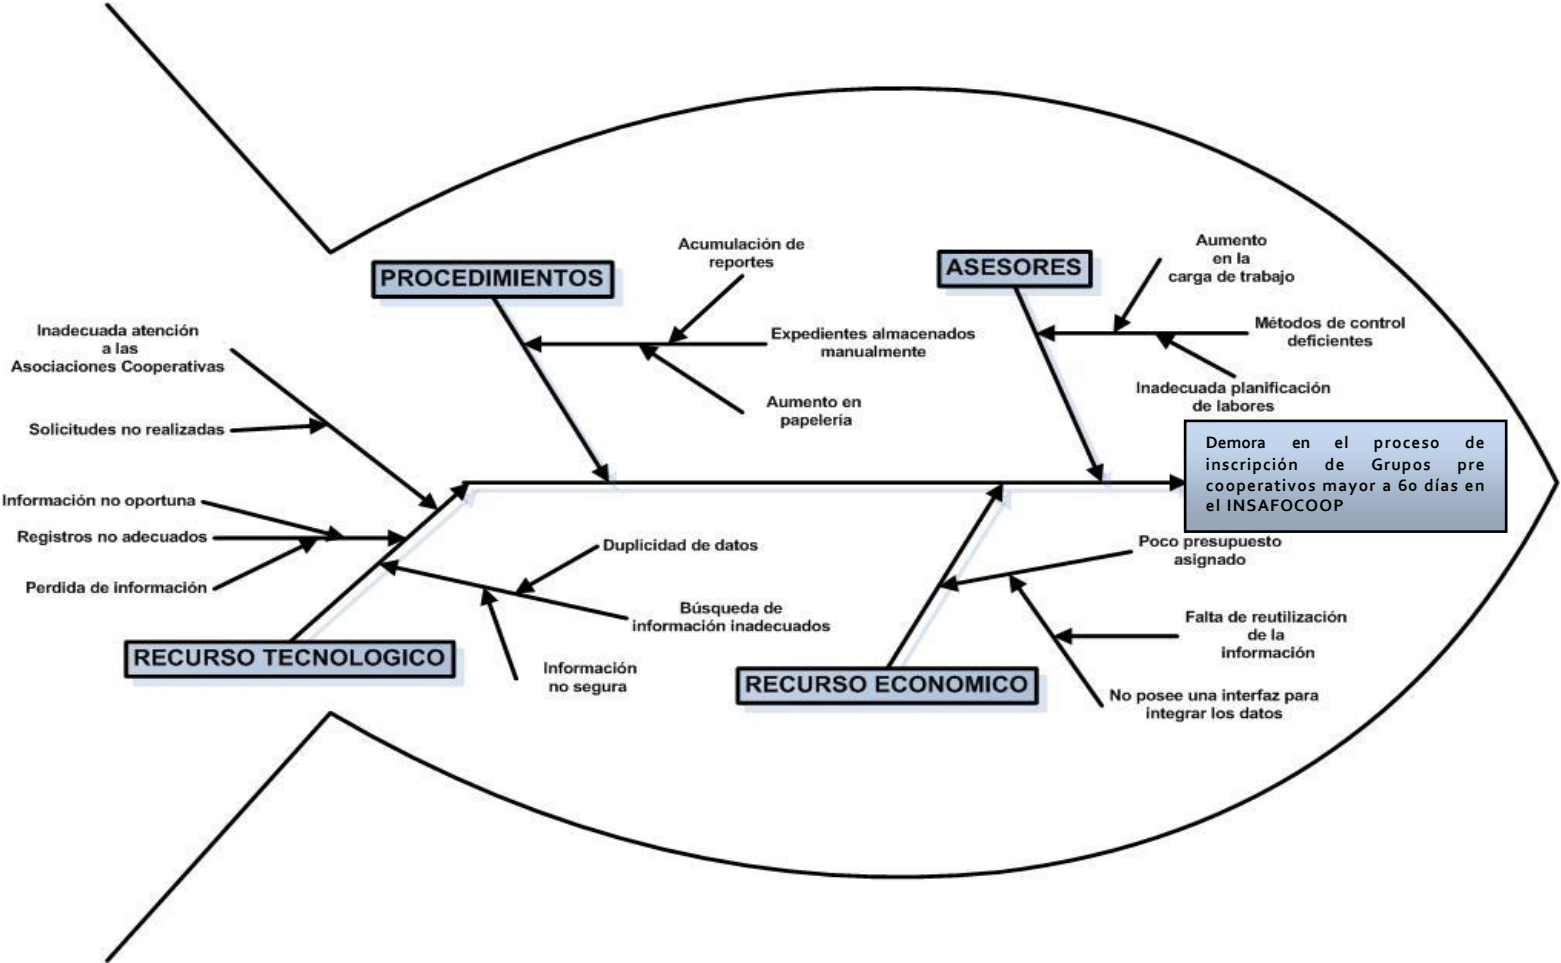 PROCEDIMIENTOS
Acumulación de
reportes
Expedientes almacenados
manualmente
Aumento en
papelería
ASESORES
Aumento
en la
carga de trabajo
Métodos de control
deficientes
Inadecuada planificación
de labores
Inadecuada atención
a las
Asociaciones Cooperativas
Solicitudes no realizadas
Información no oportuna
Registros no adecuados
Perdida de información
RECURSO TECNOLOGICO
Duplicidad de datos
Búsqueda de
información inadecuados
Información
no segura
Demora en el proceso de
inscripción de Grupos pre
cooperativos mayor a 6o días en
el INSAFOCOOP
Poco presupuesto
asignado
Falta de reutilización
de la
información
No posee una interfaz para
integrar los datos
RECURSO ECONOMICO